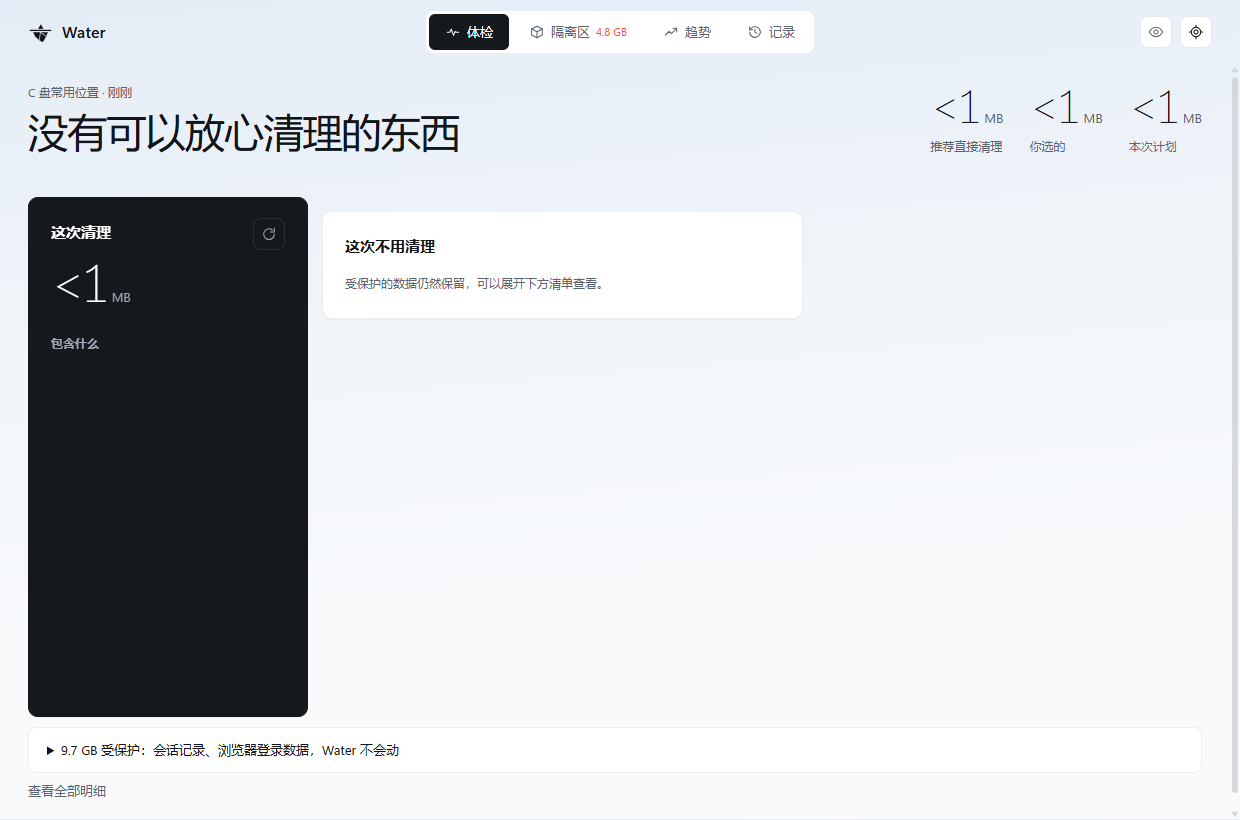 Water
体检
隔离区 4.8 GB
趋势
记录
C 盘常用位置 · 刚刚
没有可以放心清理的东西
<1 MB
推荐直接清理
<1 MB
你选的
<1 MB
本次计划
这次清理
<1 MB
包含什么
这次不用清理
受保护的数据仍然保留，可以展开下方清单查看。
9.7 GB 受保护：会话记录、浏览器登录数据，Water 不会动
查看全部明细